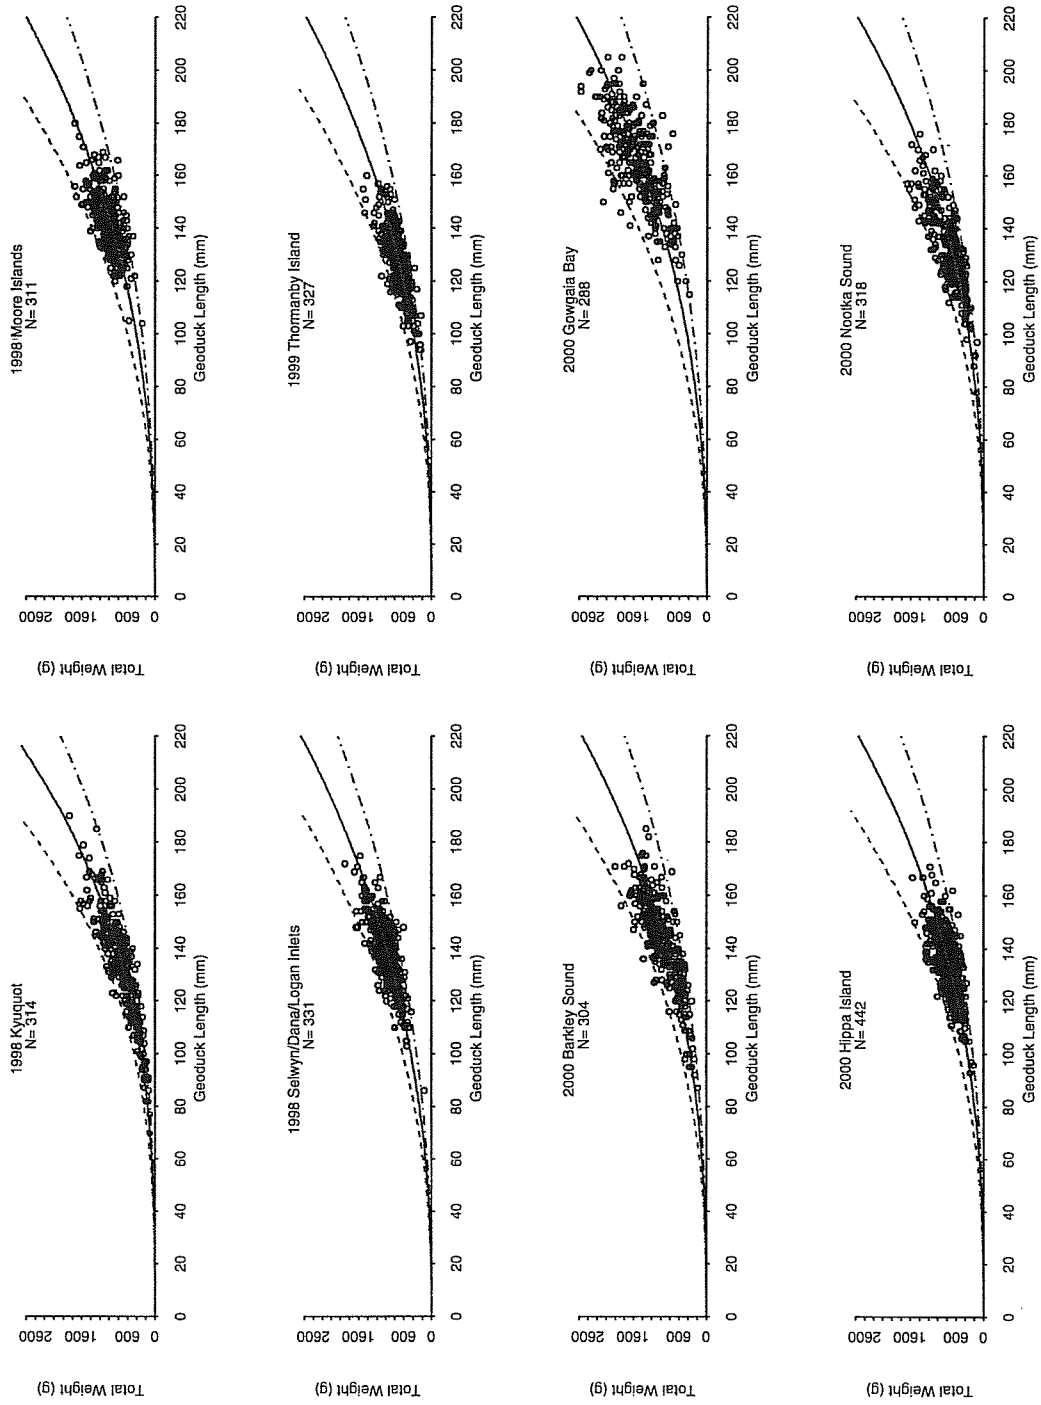 1998 Kyuquot
N= 314
Total Weight (g)
2600
1600
600
0
0 20 40 60 80 100 120 140 160 180 200 220
Geoduck Length (mm)
1998 Moore Islands
N= 311
Total Weight (g)
2600
1600
600
0
0 20 40 60 80 100 120 140 160 180 200 220
Geoduck Length (mm)
1998 Selwyn/Dana/Logan Inlets
N= 331
Total Weight (g)
2600
1600
600
0
0 20 40 60 80 100 120 140 160 180 200 220
Geoduck Length (mm)
1999 Thormanby Island
N= 327
Total Weight (g)
2600
1600
600
0
0 20 40 60 80 100 120 140 160 180 200 220
Geoduck Length (mm)
2000 Barkley Sound
N= 304
Total Weight (g)
2600
1600
600
0
0 20 40 60 80 100 120 140 160 180 200 220
Geoduck Length (mm)
2000 Gowgaia Bay
N= 288
Total Weight (g)
2600
1600
600
0
0 20 40 60 80 100 120 140 160 180 200 220
Geoduck Length (mm)
2000 Hippa Island
N= 442
Total Weight (g)
2600
1600
600
0
0 20 40 60 80 100 120 140 160 180 200 220
Geoduck Length (mm)
2000 Nootka Sound
N= 318
Total Weight (g)
2600
1600
600
0
0 20 40 60 80 100 120 140 160 180 200 220
Geoduck Length (mm)